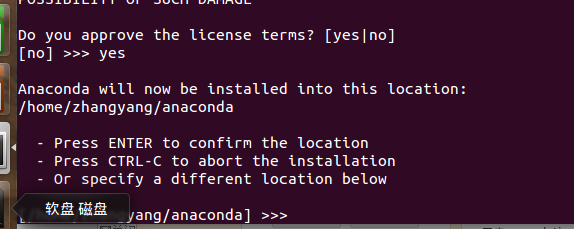 POSSIBILITY OF SUCH DAMAGE
Do you approve the license terms? [yes|no]
[no] >>> yes
Anaconda will now be installed into this location:
/home/zhangyang/anaconda
- Press ENTER to confirm the location
- Press CTRL-C to abort the installation
- Or specify a different location below
软盘 磁盘
[/home/zhangyang/anaconda] >>>